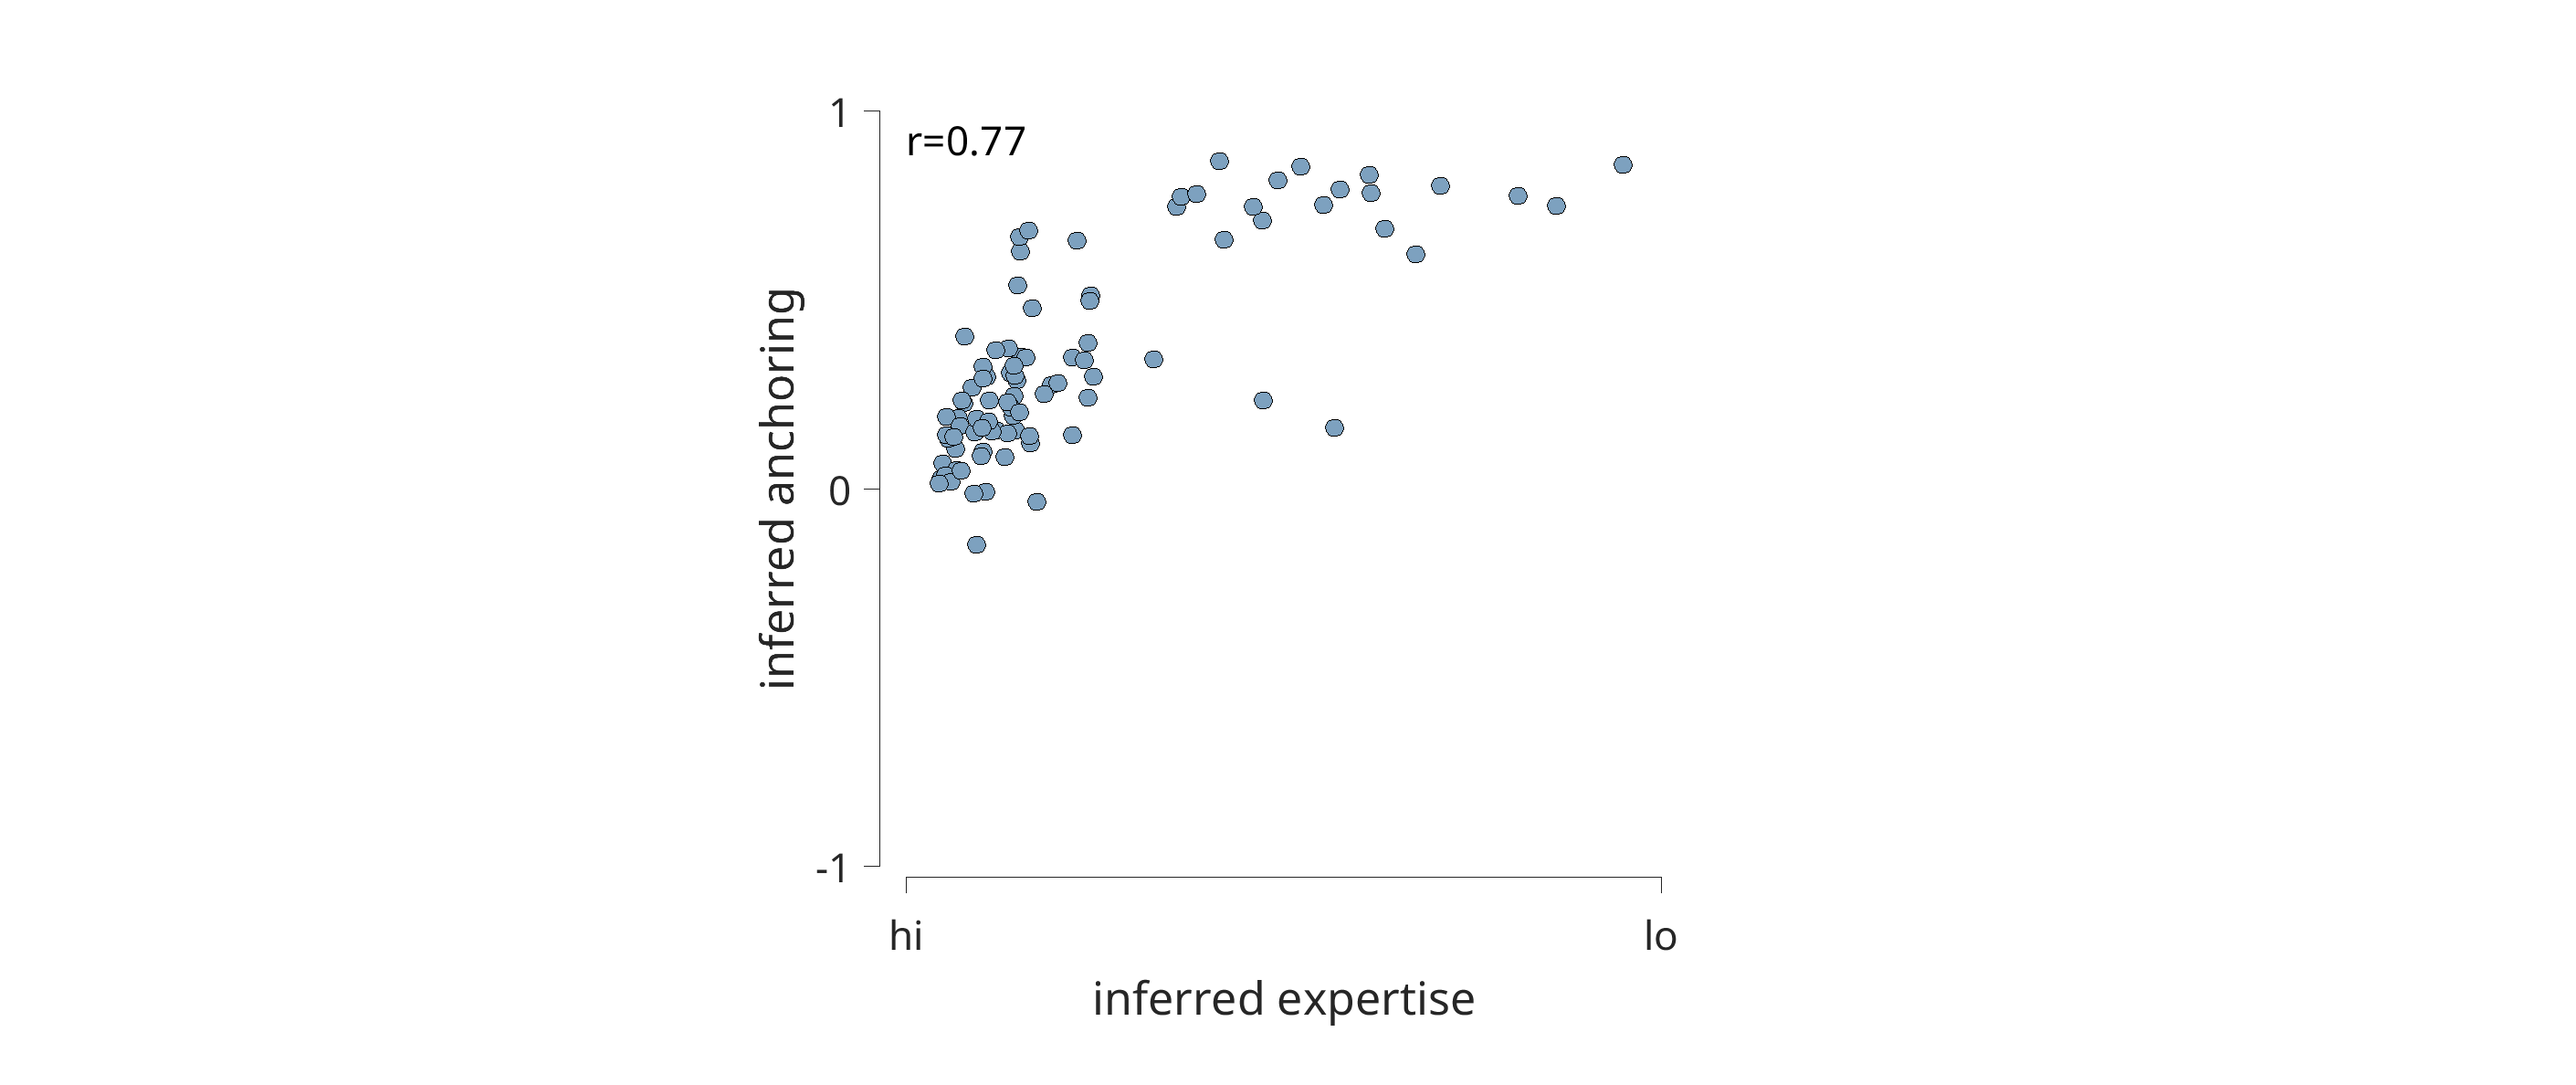 1
r=0.77
inferred anchoring
0
-1
hi
lo
inferred expertise